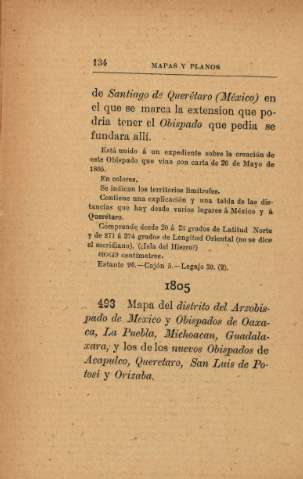 134 MAPAS Y PLANOS
de Santiago de Querétaro (México) en
el que se marca la extension que po-
dria tener el Obispado que pedia se
fundara allí.
Está unido á un expediente sobre la creación de
este Obispado que vino con carta de 26 de Mayo de
1805.
En colores.
Se indican los territorios limítrofes.
Contiene una explicación y una tabla de las dis-
tancias que hay desde varios lugares á México y á
Querétaro.
Comprende desde 20 á 23 grados de Latitud Norte
y de 271 á 274 grados de Longitud Oriental (no se dice
el meridiano). (¿Isla del Hierro?)
centímetros.
Estante 96.—Cajón 5.—Legajo 30. (2).
1805
493 Mapa del distrito del Arzobis-
pado de Mexico y Obispados de Oaxa-
ca, La Puebla, Michoacan, Guadala-
xara, y los de los nuevos Obispados de
Acapulco, Queretaro, San Luis de Po-
tosí y Orizaba.